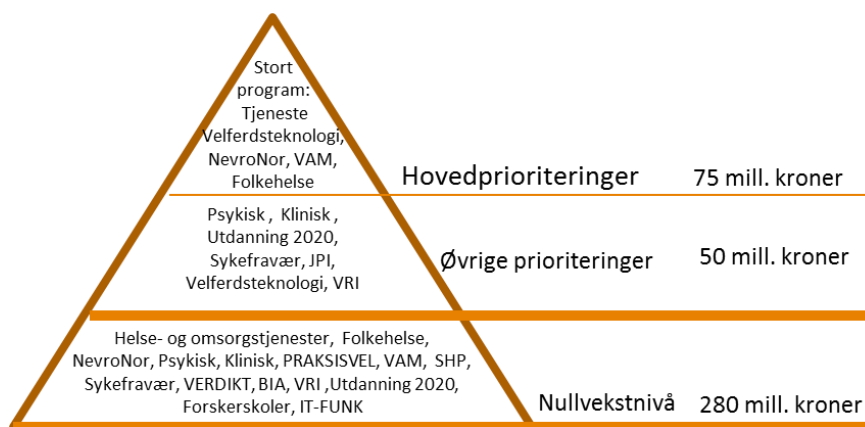 Stort
program:
Tjeneste
Velferdsteknologi,
NevroNor, VAM,
Folkehelse
Hovedprioriteringer 75 mill. kroner
Psykisk , Klinisk ,
Utdanning 2020,
Sykefravær, JPI,
Velferdsteknologi, VRI
Øvrige prioriteringer 50 mill. kroner
Helse- og omsorgstjenester, Folkehelse,
NevroNor, Psykisk, Klinisk, PRAKSISVEL, VAM, SHP,
Sykefravær, VERDIKT, BIA, VRI ,Utdanning 2020,
Forskerskoler, IT-FUNK
Nullvekstnivå 280 mill. kroner